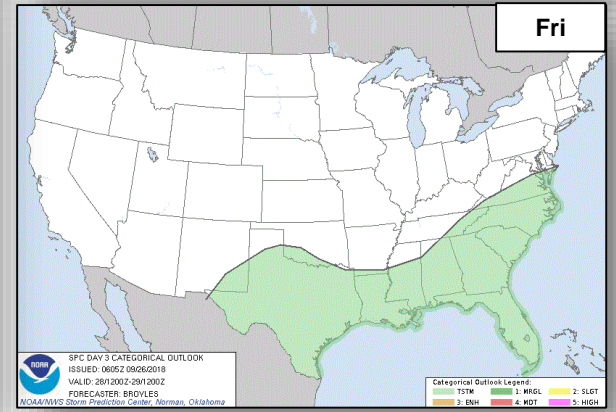 Fri
NOAA
SPC DAY 3 CATEGORICAL OUTLOOK
ISSUED: 0605Z 09/26/2018
VALID: 28/1200Z-29/1200Z
FORECASTER: BROYLES
NOAA/NWS Storm Prediction Center, Norman, Oklahoma
Categorical Outlook Legend:
TSTM 1: MRGL 2: SLGT
3: ENH 4: MDT 5: HIGH